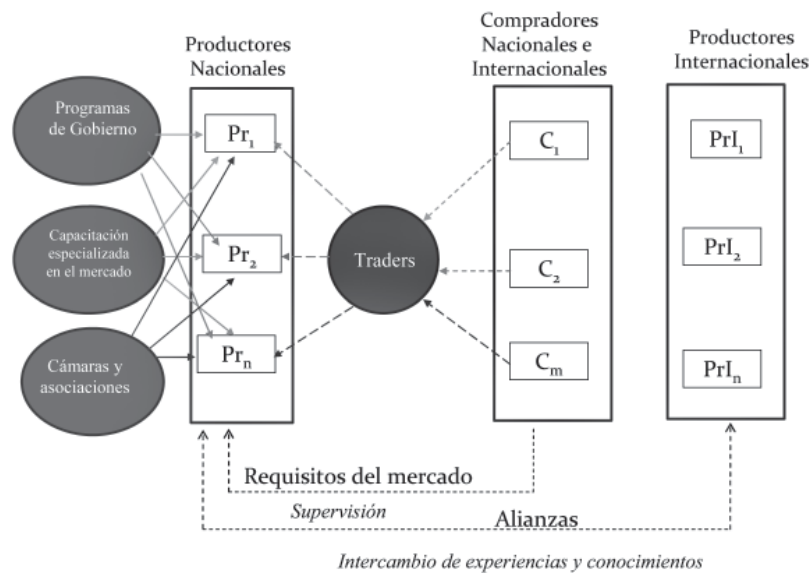 Productores
Nacionales
Compradores
Nacionales e
Internacionales
Productores
Internacionales
Programas
de Gobierno
Capacitación
especializada
en el mercado
Cámaras y
asociaciones
Pr₁
Pr₂
Prₙ
Traders
C₁
C₂
Cₘ
PrI₁
PrI₂
PrIₙ
Requisitos del mercado
Supervisión
Alianzas
Intercambio de experiencias y conocimientos